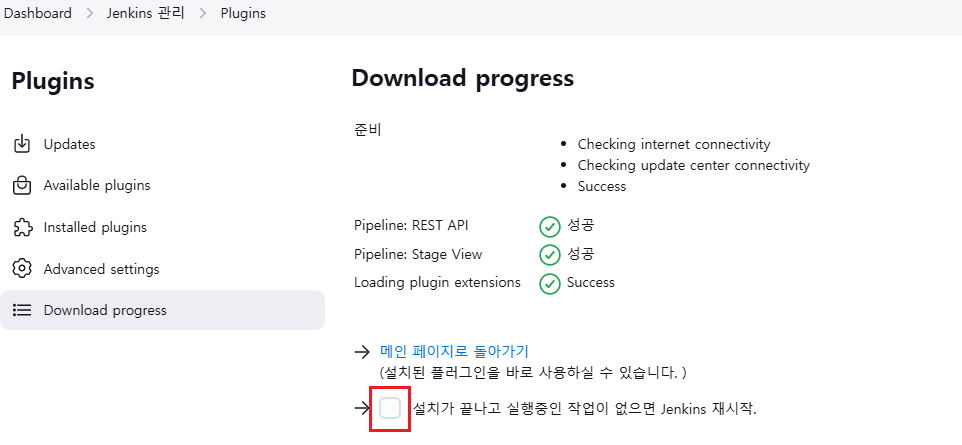 Dashboard > Jenkins 관리 > Plugins
Plugins
Updates
Available plugins
Installed plugins
Advanced settings
Download progress
Download progress
준비
Checking internet connectivity
Checking update center connectivity
Success
Pipeline: REST API 성공
Pipeline: Stage View 성공
Loading plugin extensions Success
메인 페이지로 돌아가기
(설치된 플러그인을 바로 사용하실 수 있습니다. )
설치가 끝나고 실행중인 작업이 없으면 Jenkins 재시작.